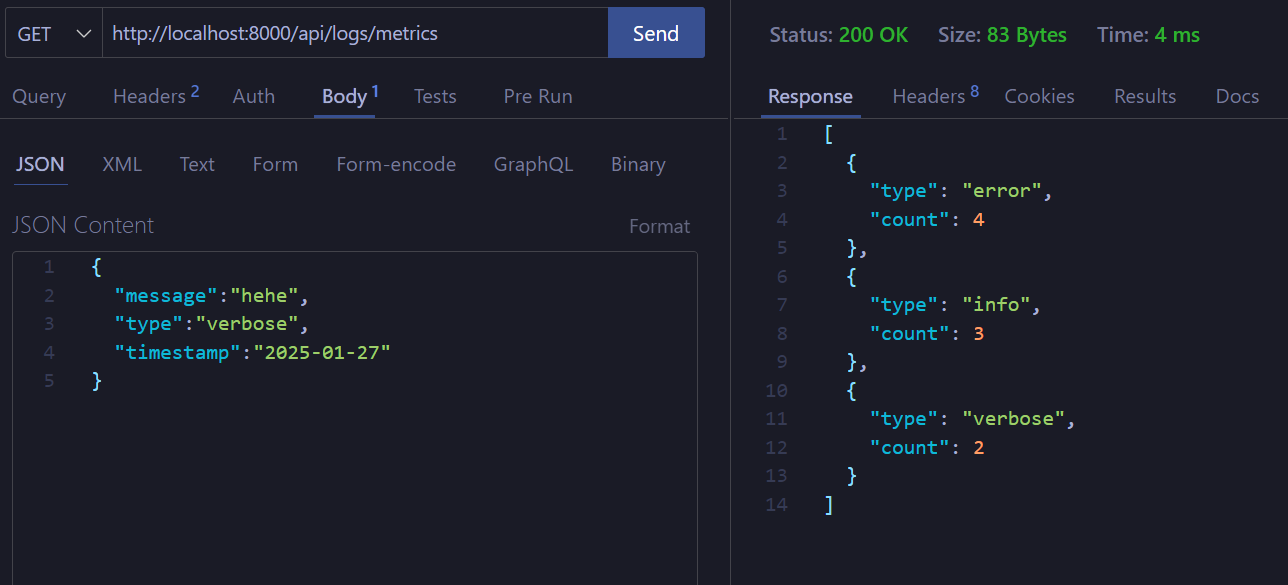 GET http://localhost:8000/api/logs/metrics Send
Query Headers 2 Auth Body 1 Tests Pre Run
JSON XML Text Form Form-encode GraphQL Binary
JSON Content Format
1 {
2 "message":"hehe",
3 "type":"verbose",
4 "timestamp":"2025-01-27"
5 }
Status: 200 OK Size: 83 Bytes Time: 4 ms
Response Headers 8 Cookies Results Docs
1 [
2 {
3 "type": "error",
4 "count": 4
5 },
6 {
7 "type": "info",
8 "count": 3
9 },
10 {
11 "type": "verbose",
12 "count": 2
13 }
14 ]